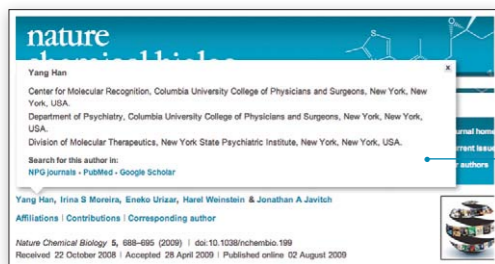 nature
chemical biolog
Yang Han
Center for Molecular Recognition, Columbia University College of Physicians and Surgeons, New York, New
York, USA.
Department of Psychiatry, Columbia University College of Physicians and Surgeons, New York, New York,
USA.
Division of Molecular Therapeutics, New York State Psychiatric Institute, New York, New York, USA.
Search for this author in:
NPG journals • PubMed • Google Scholar
x
urnal home
rrent issue
r authors
Yang Han, Irina S Moreira, Eneko Urizar, Harel Weinstein & Jonathan A Javitch
Affiliations | Contributions | Corresponding author
Nature Chemical Biology 5, 688–695 (2009) | doi:10.1038/nchembio.199
Received 22 October 2008 | Accepted 28 April 2009 | Published online 02 August 2009